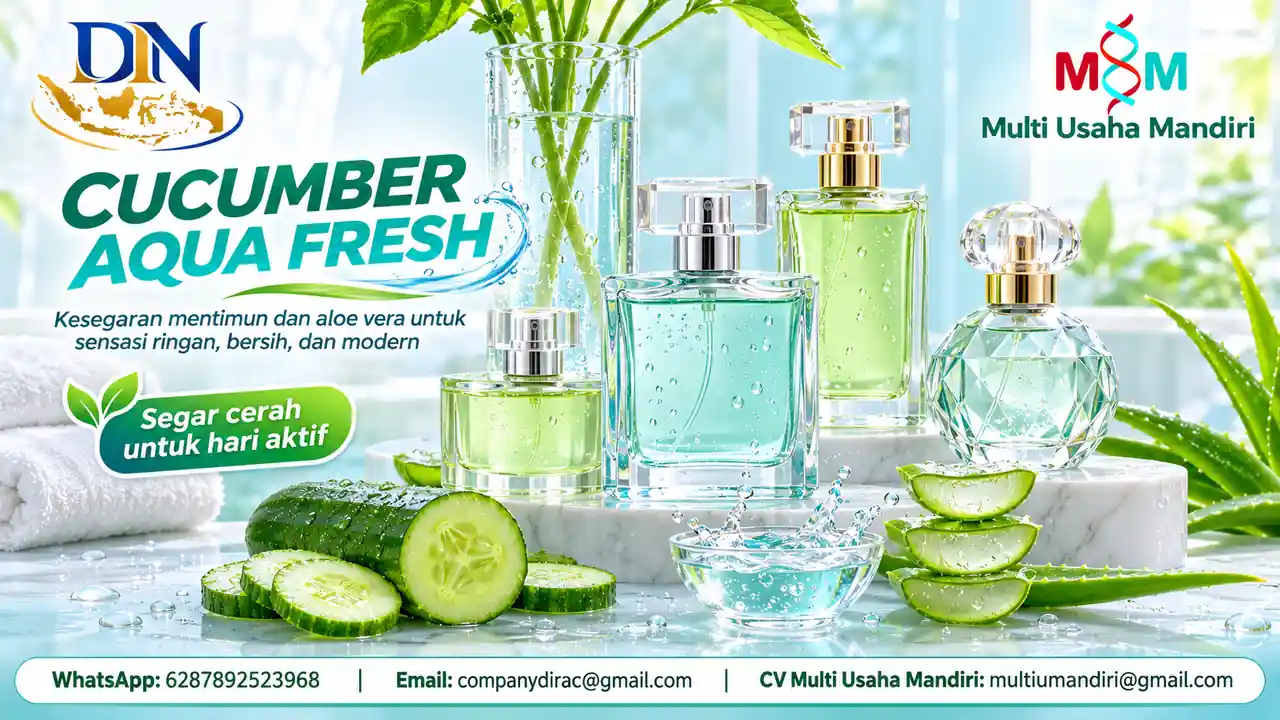 DIN
CUCUMBER
AQUA FRESH
Kesegaran mentimun dan aloe vera untuk
sensasi ringan, bersih, dan modern
Segar cerah
untuk hari aktif
M M
Multi Usaha Mandiri
WhatsApp: 6287892523968 | Email: companydirac@gmail.com | CV Multi Usaha Mandiri: multiumandiri@gmail.com